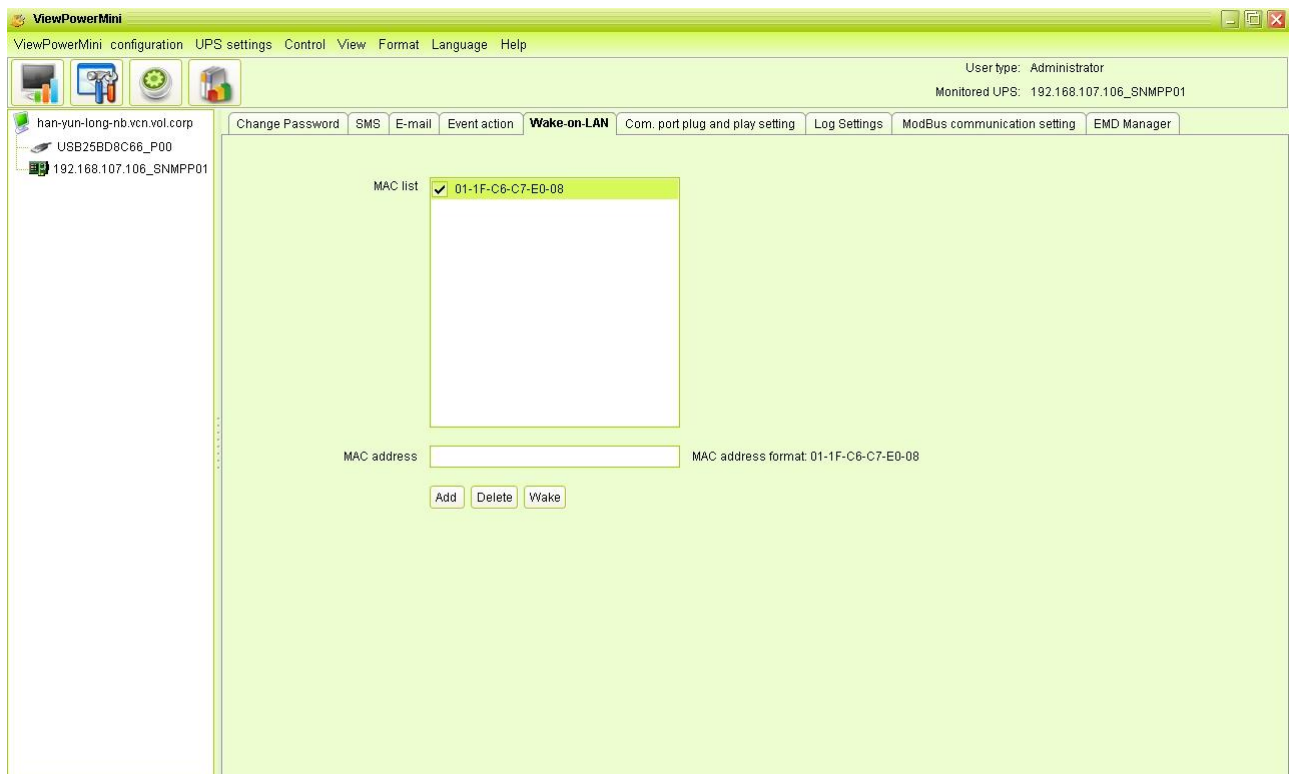 ViewPowerMini
ViewPowerMini configuration UPS settings Control View Format Language Help
User type: Administrator
Monitored UPS: 192.168.107.106_SNMPP01
han-yun-long-nb.vcn.vol.corp
USB25BD8C66_P00
192.168.107.106_SNMPP01
Change Password SMS E-mail Event action Wake-on-LAN Com. port plug and play setting Log Settings ModBus communication setting EMD Manager
MAC list 01-1F-C6-C7-E0-08
MAC address MAC address format: 01-1F-C6-C7-E0-08
Add Delete Wake